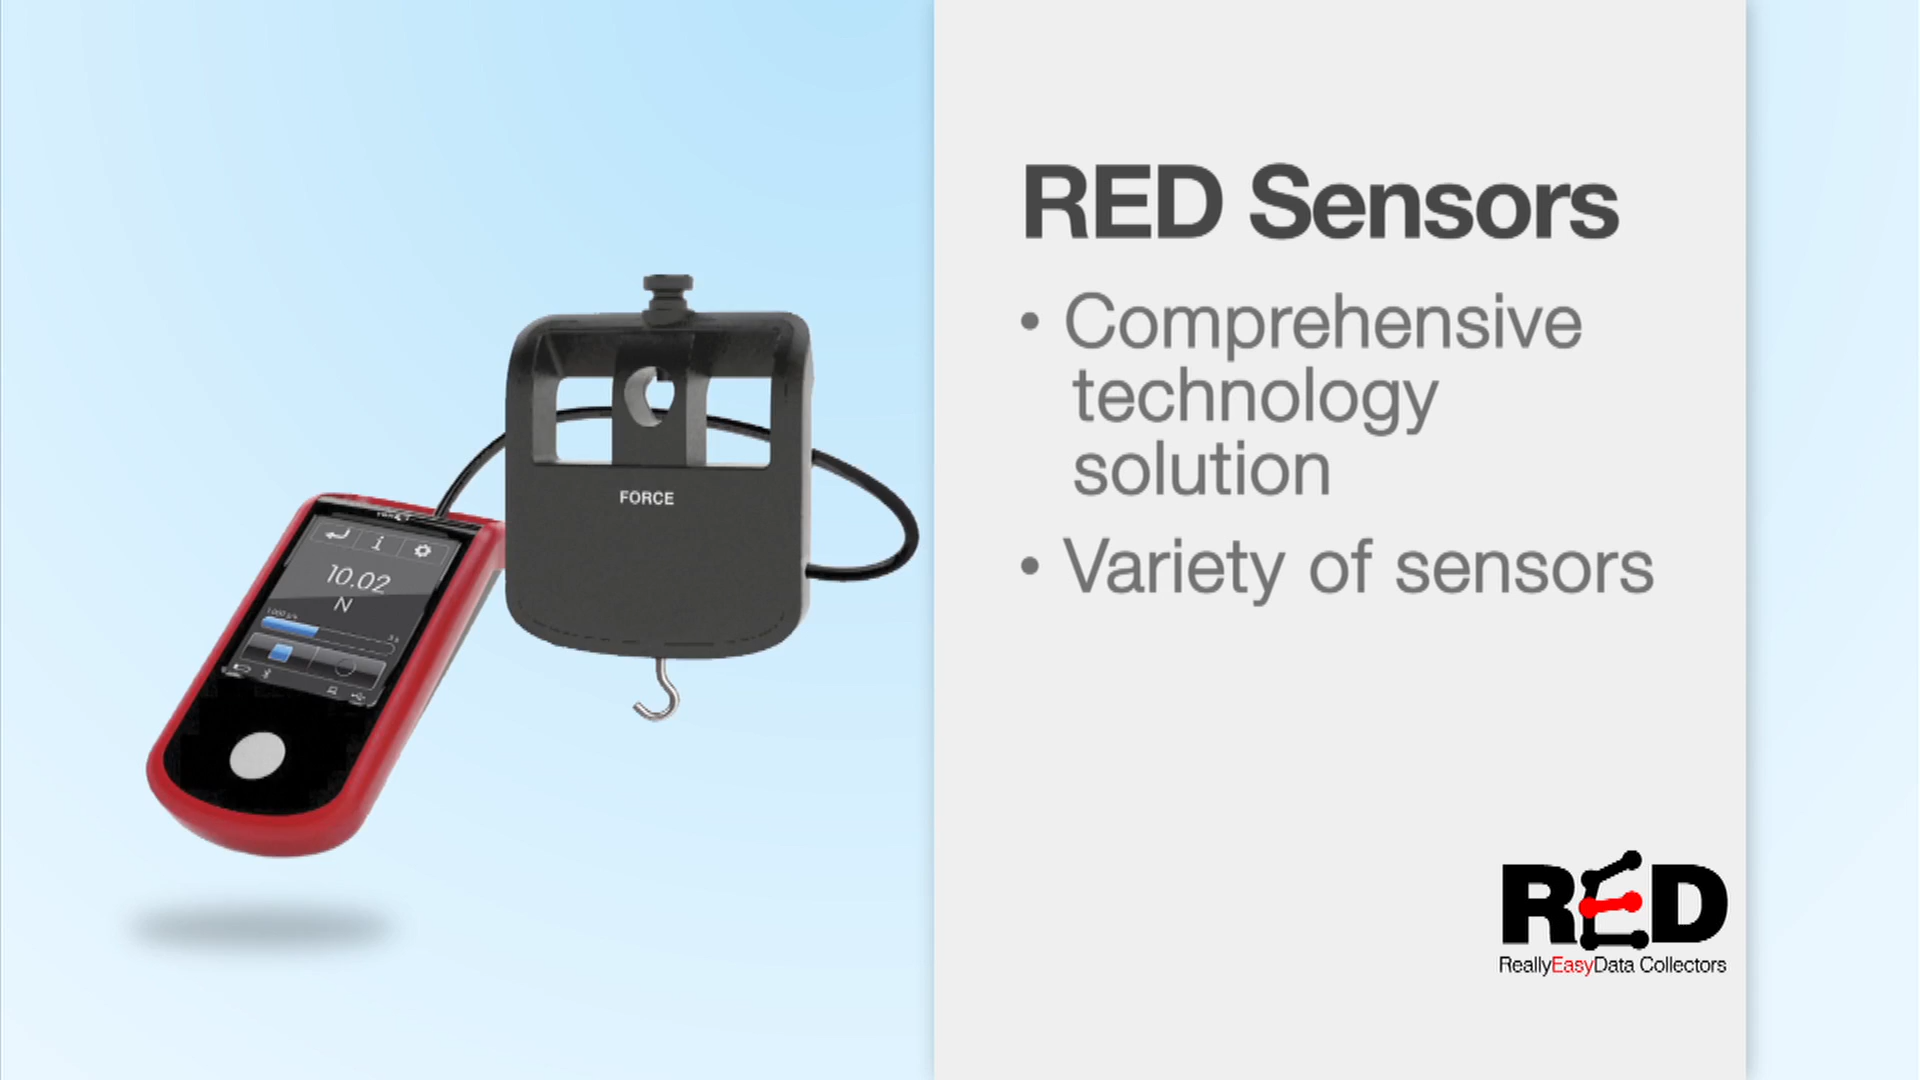 RED Sensors
• Comprehensive
technology
solution
• Variety of sensors
FORCE
i
10.02
N
RED
ReallyEasyData Collectors